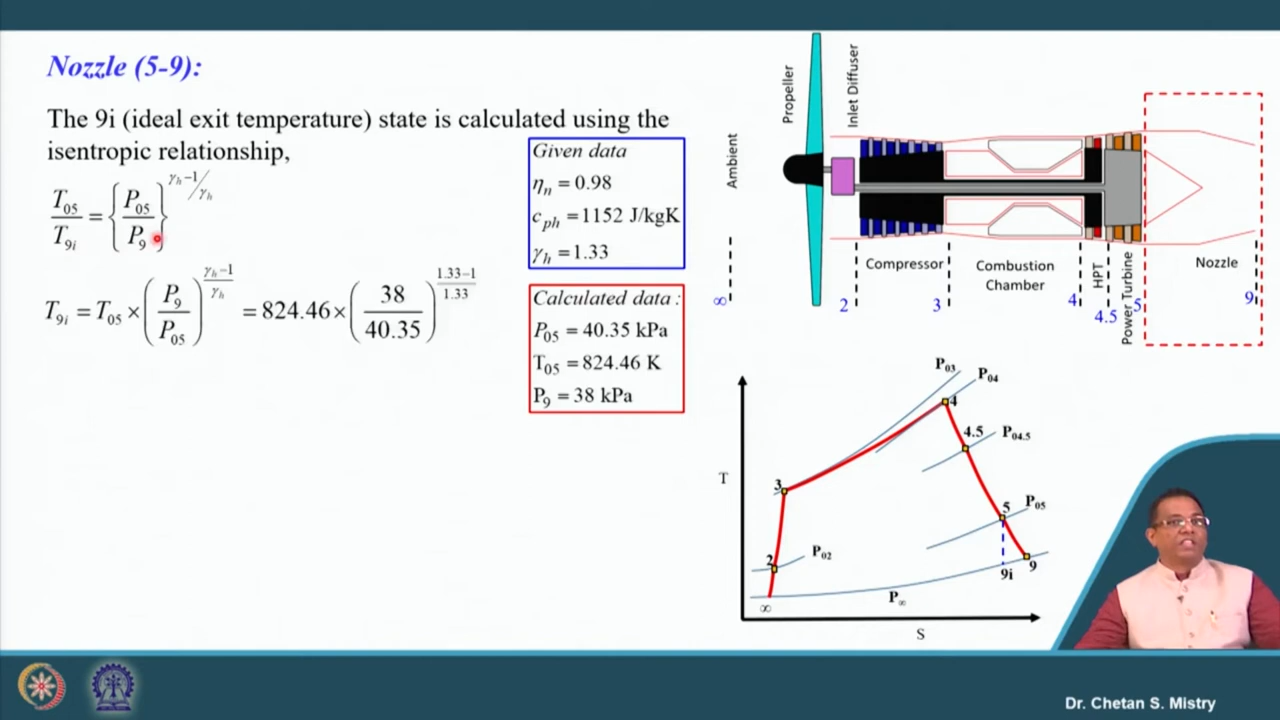 Nozzle (5-9):
The 9i (ideal exit temperature) state is calculated using the
isentropic relationship,
T₀₅/T₉ᵢ = {P₀₅/P₉}^(γₕ−1/γₕ)
T₉ᵢ = T₀₅ × (P₉/P₀₅)^((γₕ−1)/γₕ) = 824.46 × (38/40.35)^((1.33−1)/1.33)
Given data
ηₙ = 0.98
c_ph = 1152 J/kgK
γₕ = 1.33
Calculated data :
P₀₅ = 40.35 kPa
T₀₅ = 824.46 K
P₉ = 38 kPa
Ambient
Propeller
Inlet Diffuser
Compressor
Combustion
Chamber
HPT
Power Turbine
Nozzle
∞
2
3
4
4.5
5
9
P₀₃
P₀₄
4
4.5
P₀₄.₅
T
3
5
P₀₅
2
P₀₂
9i
9
P∞
∞
S
Dr. Chetan S. Mistry